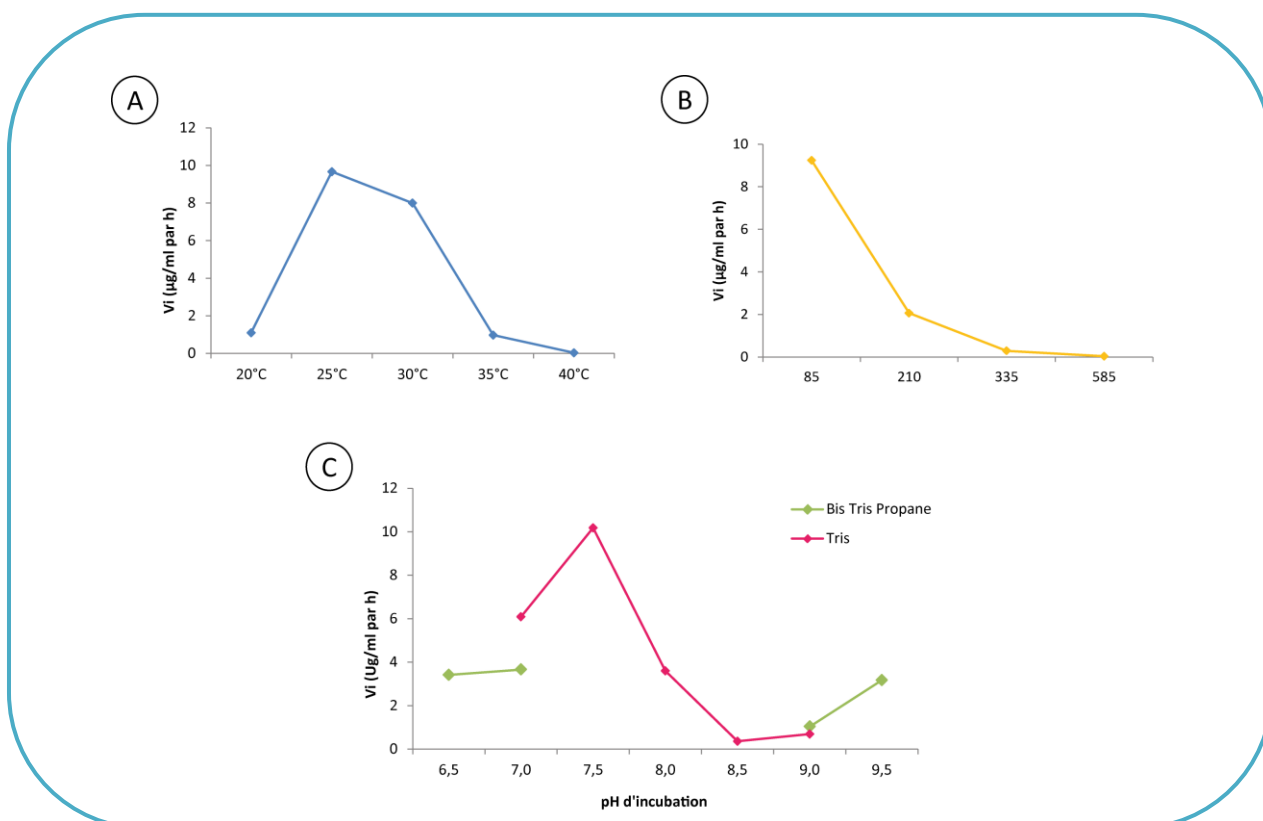 A
12
10
8
6
4
2
0
Vi (µg/ml par h)
20°C 25°C 30°C 35°C 40°C
B
10
8
6
4
2
0
Vi (µg/ml par h)
85 210 335 585
C
12
10
8
6
4
2
0
Vi (Ug/ml par h)
Bis Tris Propane
Tris
6,5 7,0 7,5 8,0 8,5 9,0 9,5
pH d'incubation